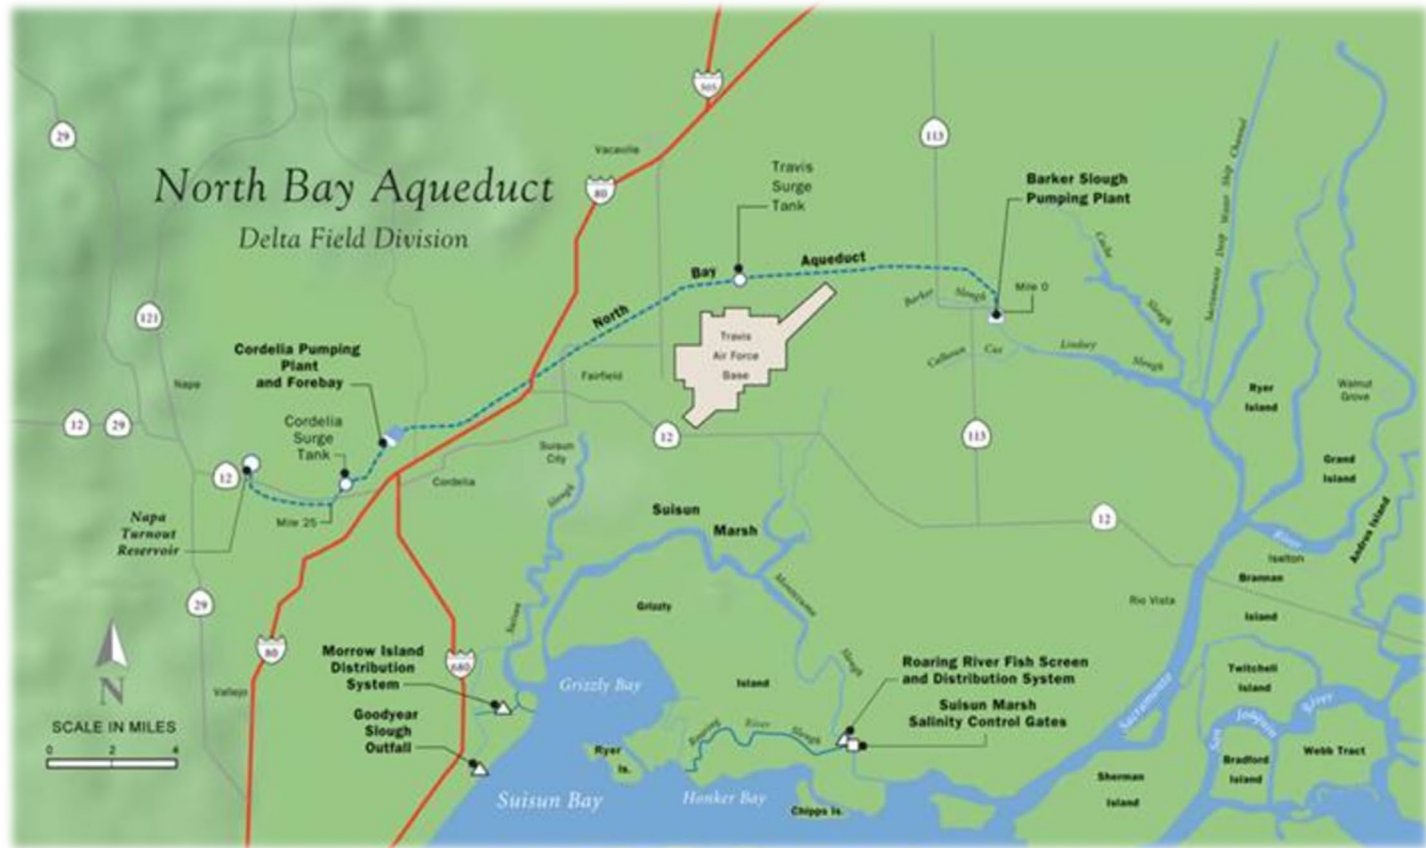 North Bay Aqueduct
Delta Field Division
29
505
80
Vacaville
113
Travis
Surge
Tank
Barker Slough
Pumping Plant
Sacramento Deep Water Ship Channel
Cache
Slough
North Bay Aqueduct
Mile 0
Barker Slough
Calhoun Cut
Lindsey Slough
121
Travis
Air Force
Base
Cordelia Pumping
Plant
and Forebay
Napa
Fairfield
Ryer
Island
Walnut
Grove
12
29
Cordelia
Surge
Tank
12
113
Suisun
City
Grand
Island
12
Cordelia
Slough
Mile 25
Napa
Turnout
Reservoir
Suisun
Marsh
12
Andrus Island
River
Isleton
Brannan
Island
Montezuma
Slough
Rio Vista
29
Grizzly
Island
Suisun
80
680
Morrow Island
Distribution
System
Vallejo
N
SCALE IN MILES
0 2 4
Goodyear
Slough
Outfall
Grizzly Bay
Roaring River Fish Screen
and Distribution System
Suisun Marsh
Salinity Control Gates
Twitchell
Island
Sacramento
San Joaquin River
Roaring River Slough
Ryer
Is.
Webb Tract
Bradford
Island
Sherman
Island
Suisun Bay
Honker Bay
Chipps Is.